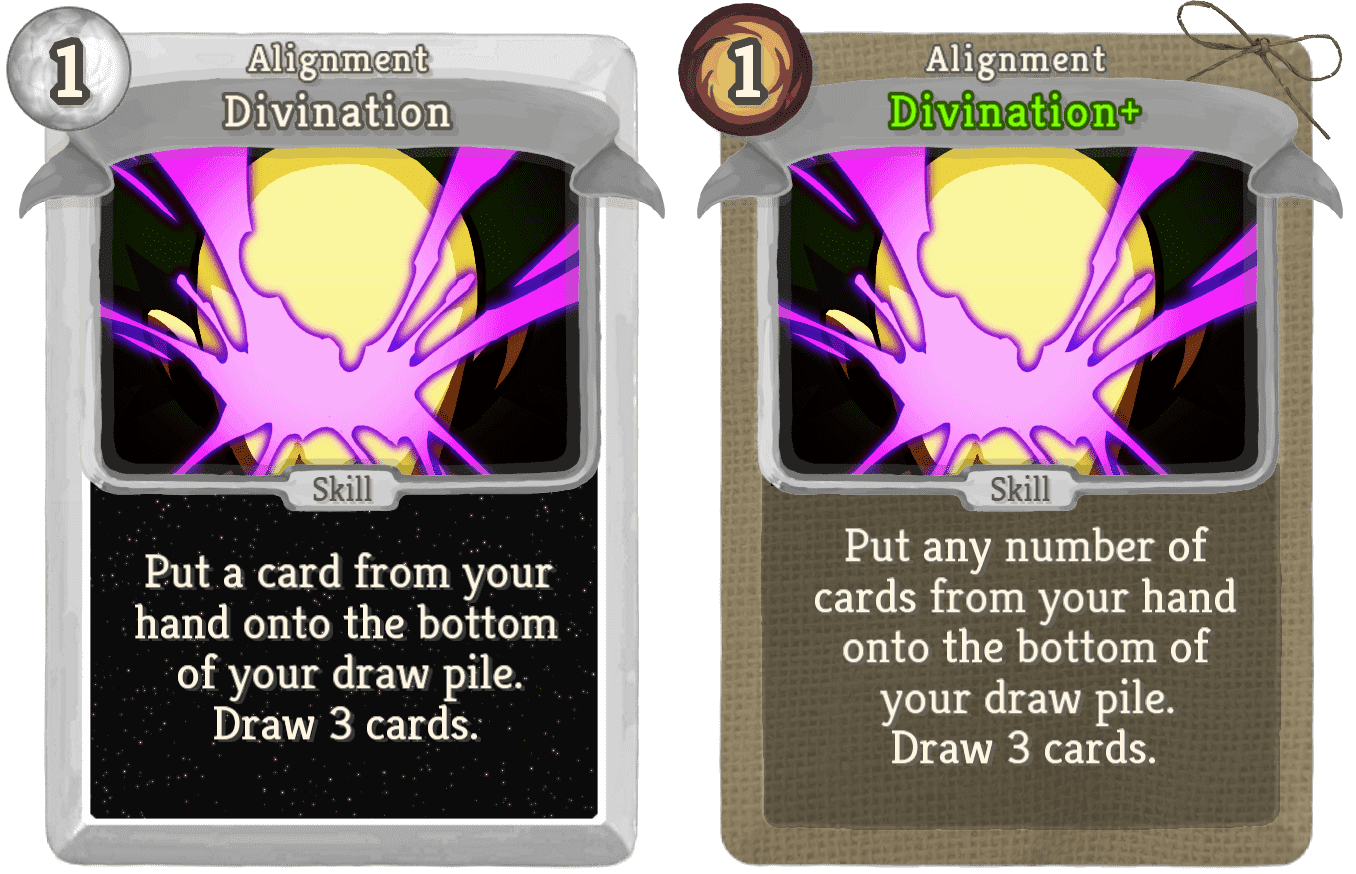 1
Alignment
Divination
Skill
Put a card from your
hand onto the bottom
of your draw pile.
Draw 3 cards.
1
Alignment
Divination+
Skill
Put any number of
cards from your hand
onto the bottom of
your draw pile.
Draw 3 cards.